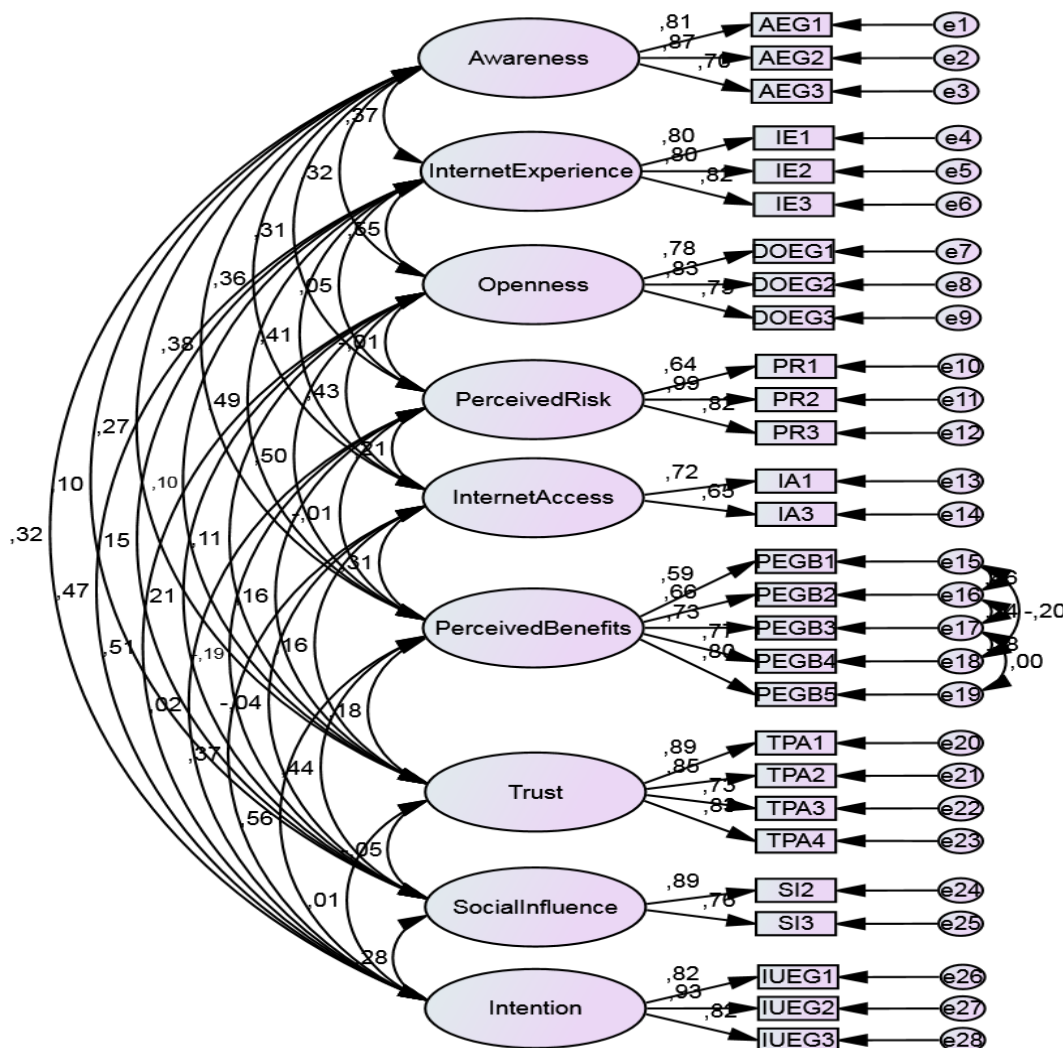 ,81 AEG1 e1
Awareness ,87 AEG2 e2
AEG3 e3
,37
,80 IE1 e4
InternetExperience ,80 IE2 e5
,32 ,82 IE3 e6
,31 ,55
,78 DOEG1 e7
,36 ,05 Openness ,83 DOEG2 e8
DOEG3 e9
,38 ,41 -,01
,64 PR1 e10
,49 ,43 PerceivedRisk ,99 PR2 e11
,27 ,82 PR3 e12
,50 ,21
,10 ,10 InternetAccess ,72 IA1 e13
-,01 ,65 IA3 e14
,32 ,15 ,11 ,31
,59 PEGB1 e15
,47 ,21 ,16 ,66 PEGB2 e16 -,20
PerceivedBenefits ,73 PEGB3 e17
,51 -,19 ,16 PEGB4 e18 ,00
,80 PEGB5 e19
,02 -,04 ,18
,37 ,44 ,89 TPA1 e20
,85 TPA2 e21
,56 Trust ,73 TPA3 e22
TPA4 e23
-,05
,01 ,89 SI2 e24
SocialInfluence ,76 SI3 e25
,28
,82 IUEG1 e26
Intention ,93 IUEG2 e27
,82 IUEG3 e28